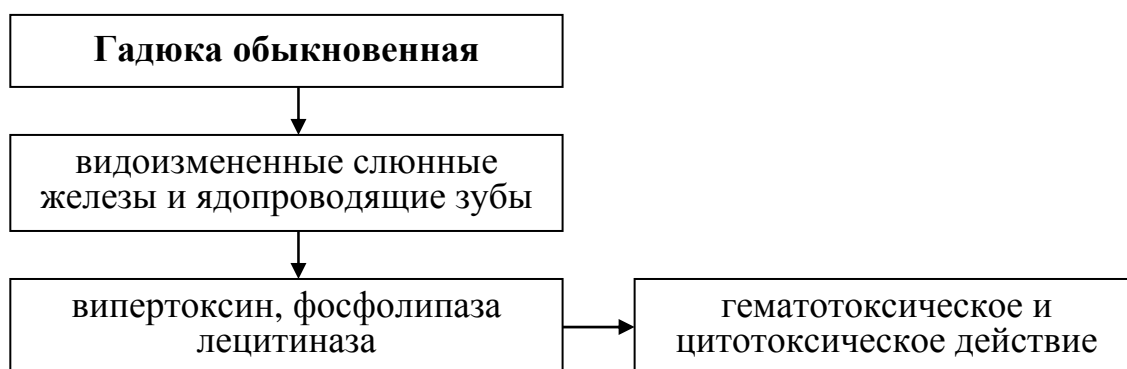 Гадюка обыкновенная
видоизмененные слюнные
железы и ядопроводящие зубы
випертоксин, фосфолипаза
лецитиназа
гематотоксическое и
цитотоксическое действие